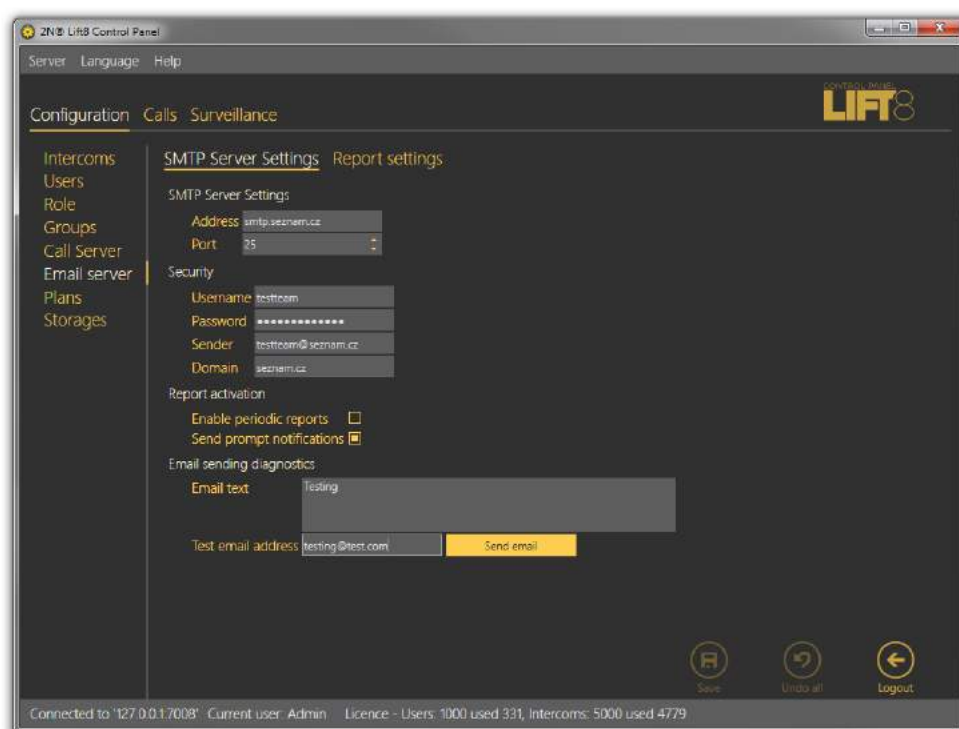 2N® Lift8 Control Panel
Server Language Help
CONTROL PANEL
LIFT8
Configuration Calls Surveillance
Intercoms
Users
Role
Groups
Call Server
Email server
Plans
Storages
SMTP Server Settings Report settings
SMTP Server Settings
Address smtp.seznam.cz
Port 25
Security
Username testteam
Password •••••••••••••
Sender testteam@seznam.cz
Domain seznam.cz
Report activation
Enable periodic reports
Send prompt notifications
Email sending diagnostics
Email text Testing
Test email address testing@test.com Send email
Save Undo all Logout
Connected to '127.0.0.1:7008' Current user: Admin Licence - Users: 1000 used 331, Intercoms: 5000 used 4779